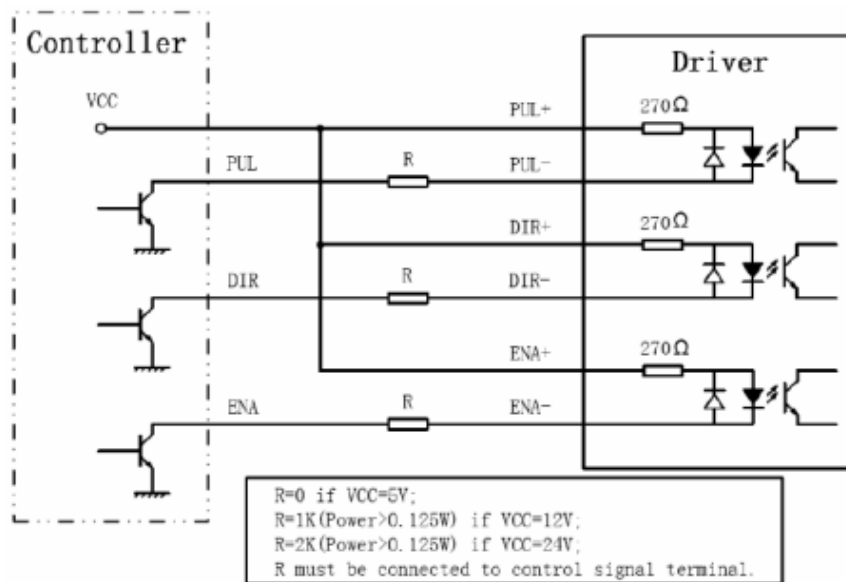 Controller
Driver
VCC
PUL+
270Ω
PUL
R
PUL-
DIR+
270Ω
DIR
R
DIR-
ENA+
270Ω
ENA
R
ENA-
R=0 if VCC=5V;
R=1K(Power>0.125W) if VCC=12V;
R=2K(Power>0.125W) if VCC=24V;
R must be connected to control signal terminal.